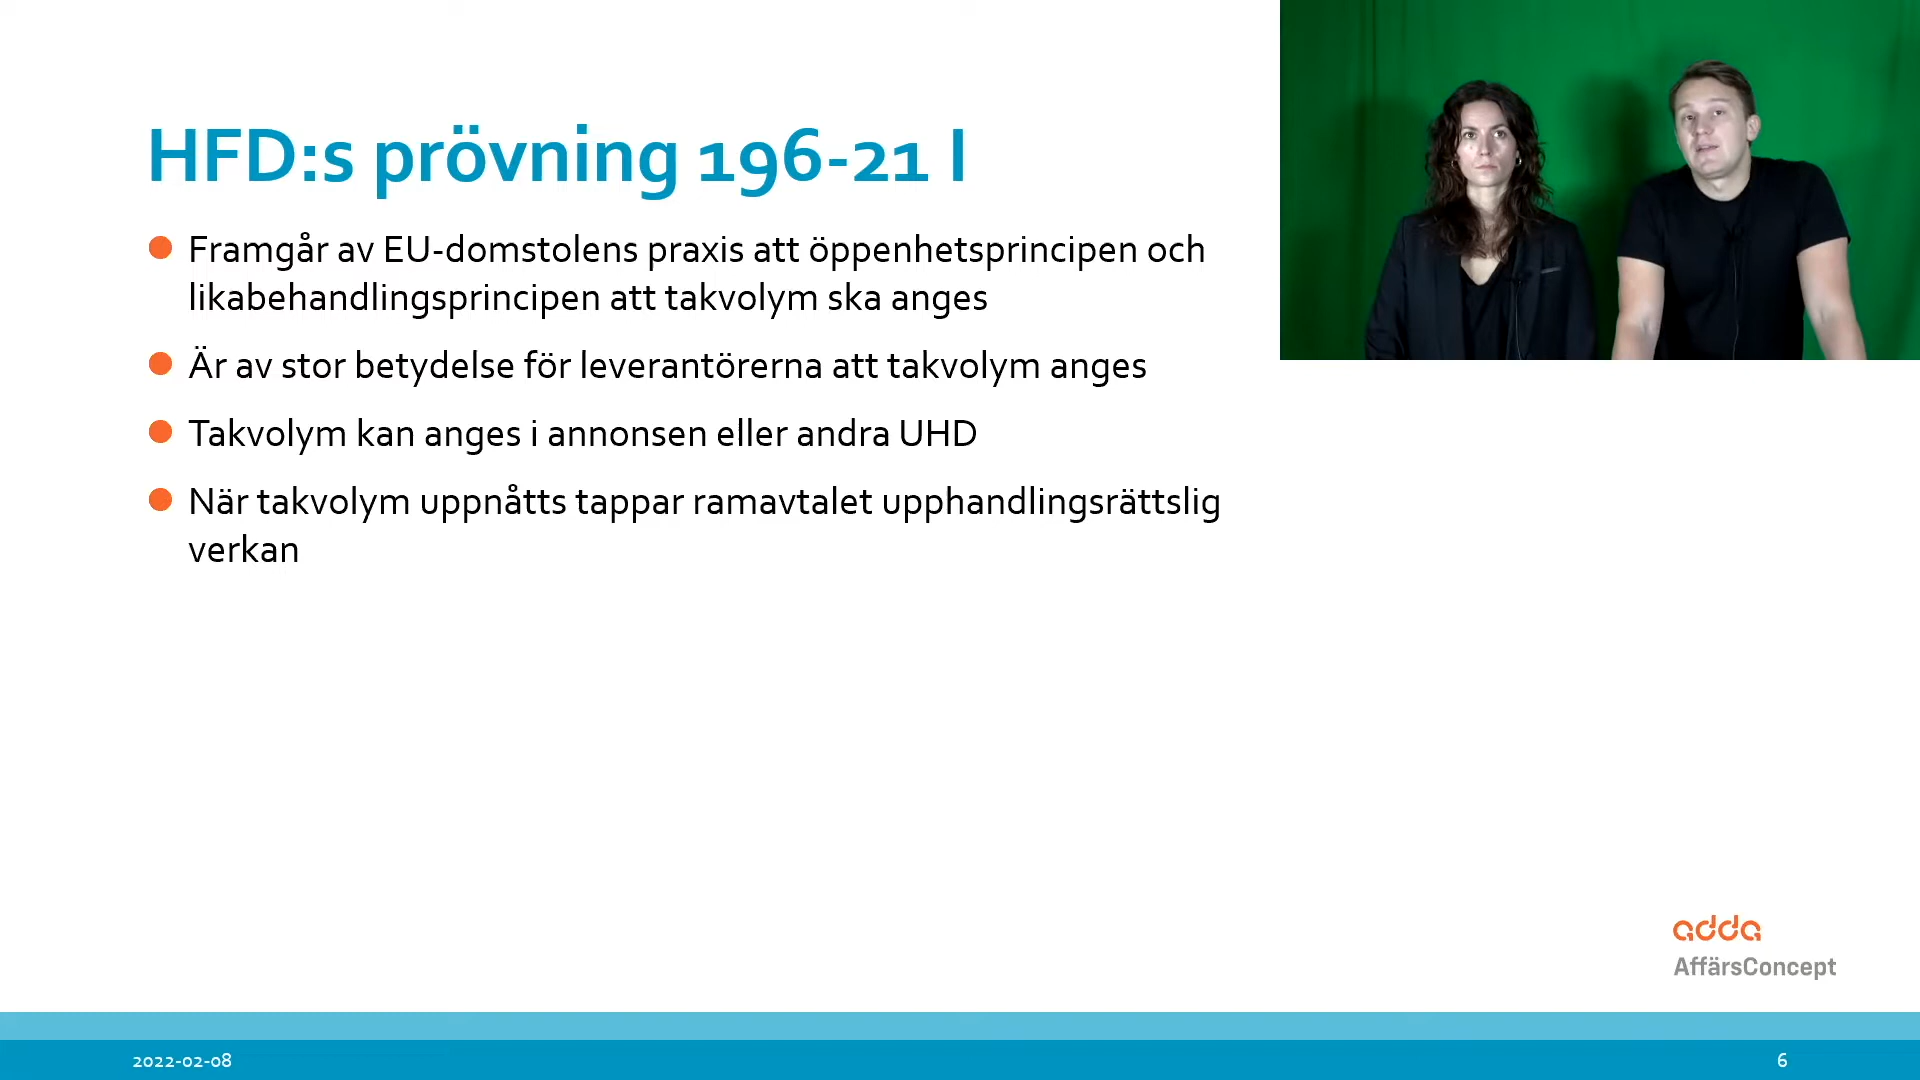 HFD:s prövning 196-21 I
Framgår av EU-domstolens praxis att öppenhetsprincipen och
likabehandlingsprincipen att takvolym ska anges
Är av stor betydelse för leverantörerna att takvolym anges
Takvolym kan anges i annonsen eller andra UHD
När takvolym uppnåtts tappar ramavtalet upphandlingsrättslig
verkan
adda
AffärsConcept
2022-02-08
6